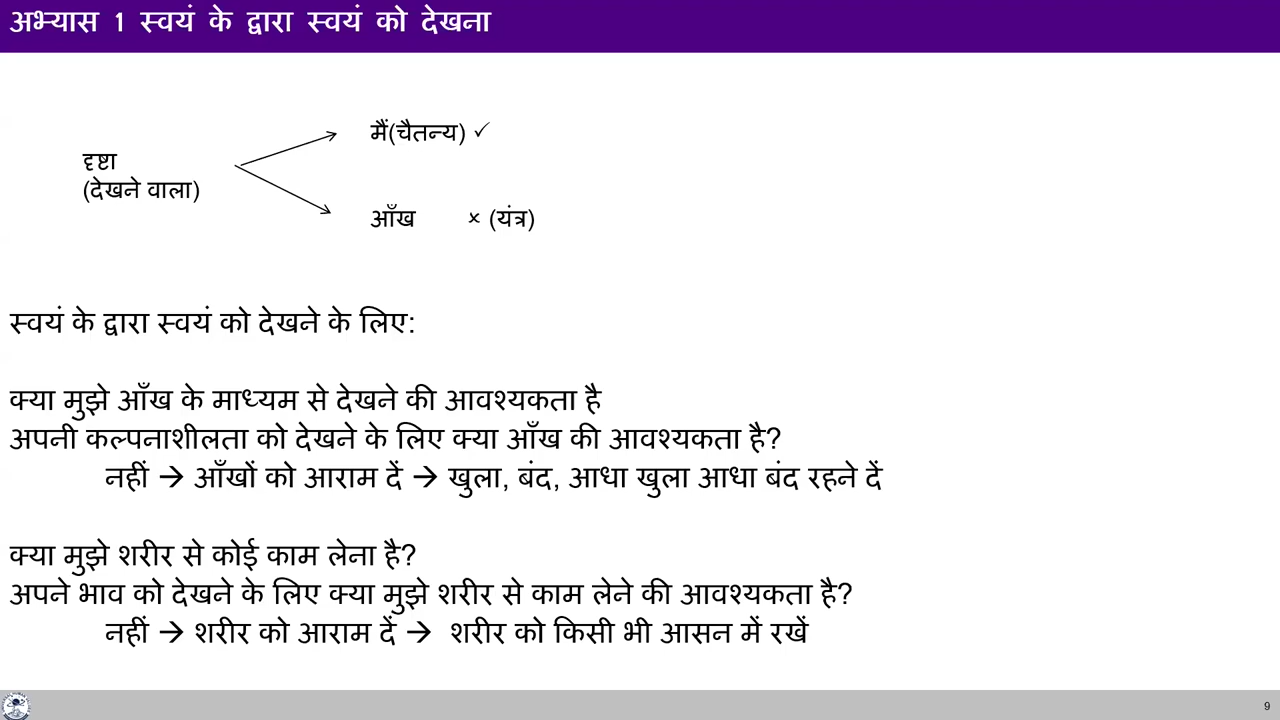 अभ्यास 1 स्वयं के द्वारा स्वयं को देखना
मैं(चैतन्य) ✓
दृष्टा
(देखने वाला)
आँख × (यंत्र)
स्वयं के द्वारा स्वयं को देखने के लिए:
क्या मुझे आँख के माध्यम से देखने की आवश्यकता है
अपनी कल्पनाशीलता को देखने के लिए क्या आँख की आवश्यकता है?
नहीं → आँखों को आराम दें → खुला, बंद, आधा खुला आधा बंद रहने दें
क्या मुझे शरीर से कोई काम लेना है?
अपने भाव को देखने के लिए क्या मुझे शरीर से काम लेने की आवश्यकता है?
नहीं → शरीर को आराम दें → शरीर को किसी भी आसन में रखें
9